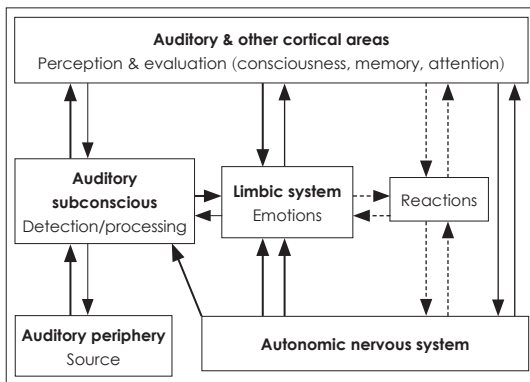 Auditory & other cortical areas
Perception & evaluation (consciousness, memory, attention)
Auditory
subconscious
Detection/processing
Limbic system
Emotions
Reactions
Auditory periphery
Source
Autonomic nervous system